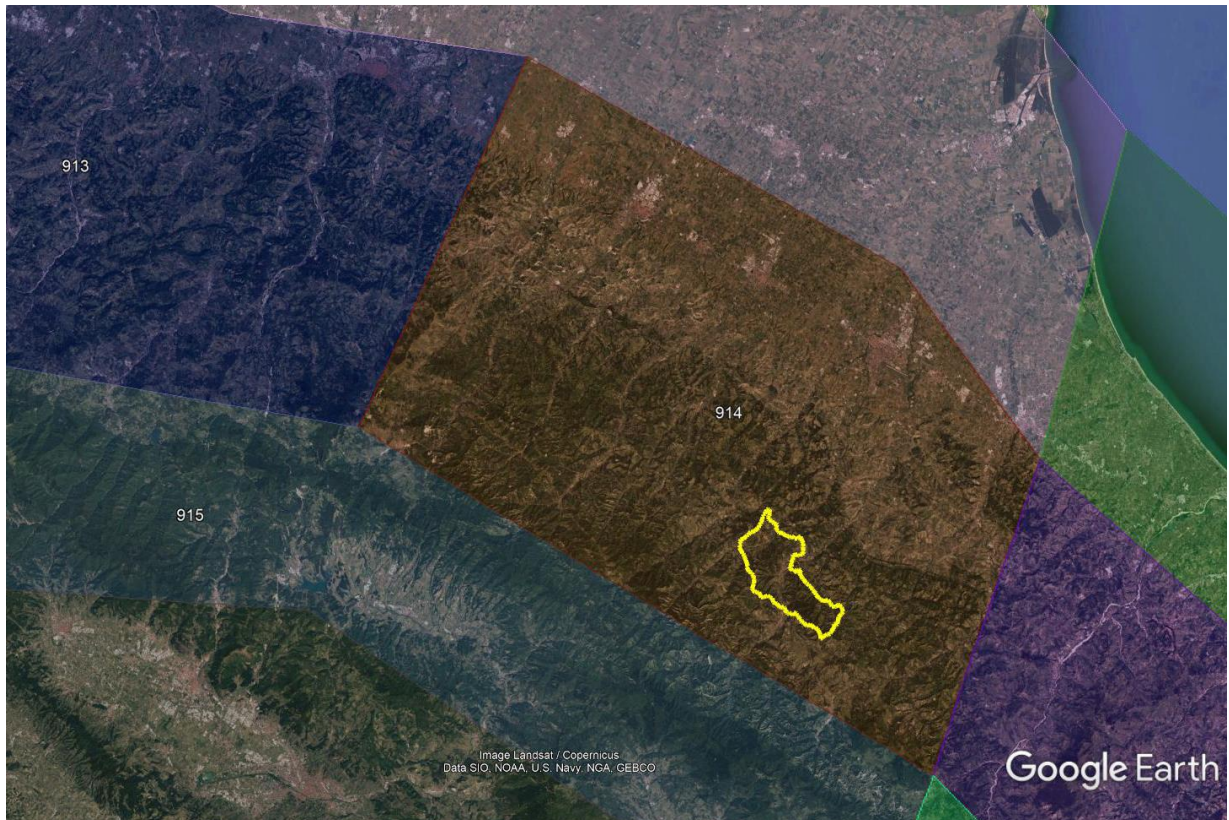 913
914
915
Image Landsat / Copernicus
Data SIO, NOAA, U.S. Navy, NGA, GEBCO
Google Earth